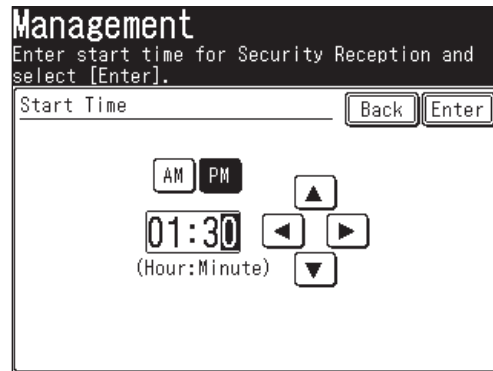 Management
Enter start time for Security Reception and
select [Enter].
Start Time
Back Enter
AM PM
01:30
(Hour:Minute)